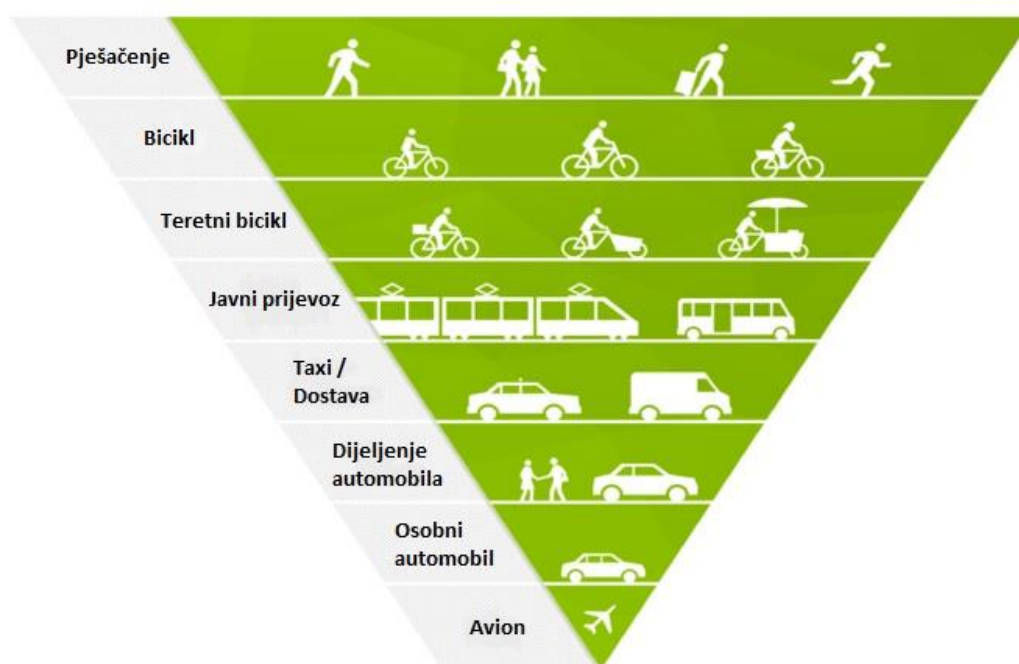 Pješačenje
Bicikl
Teretni bicikl
Javni prijevoz
Taxi /
Dostava
Dijeljenje
automobila
Osobni
automobil
Avion